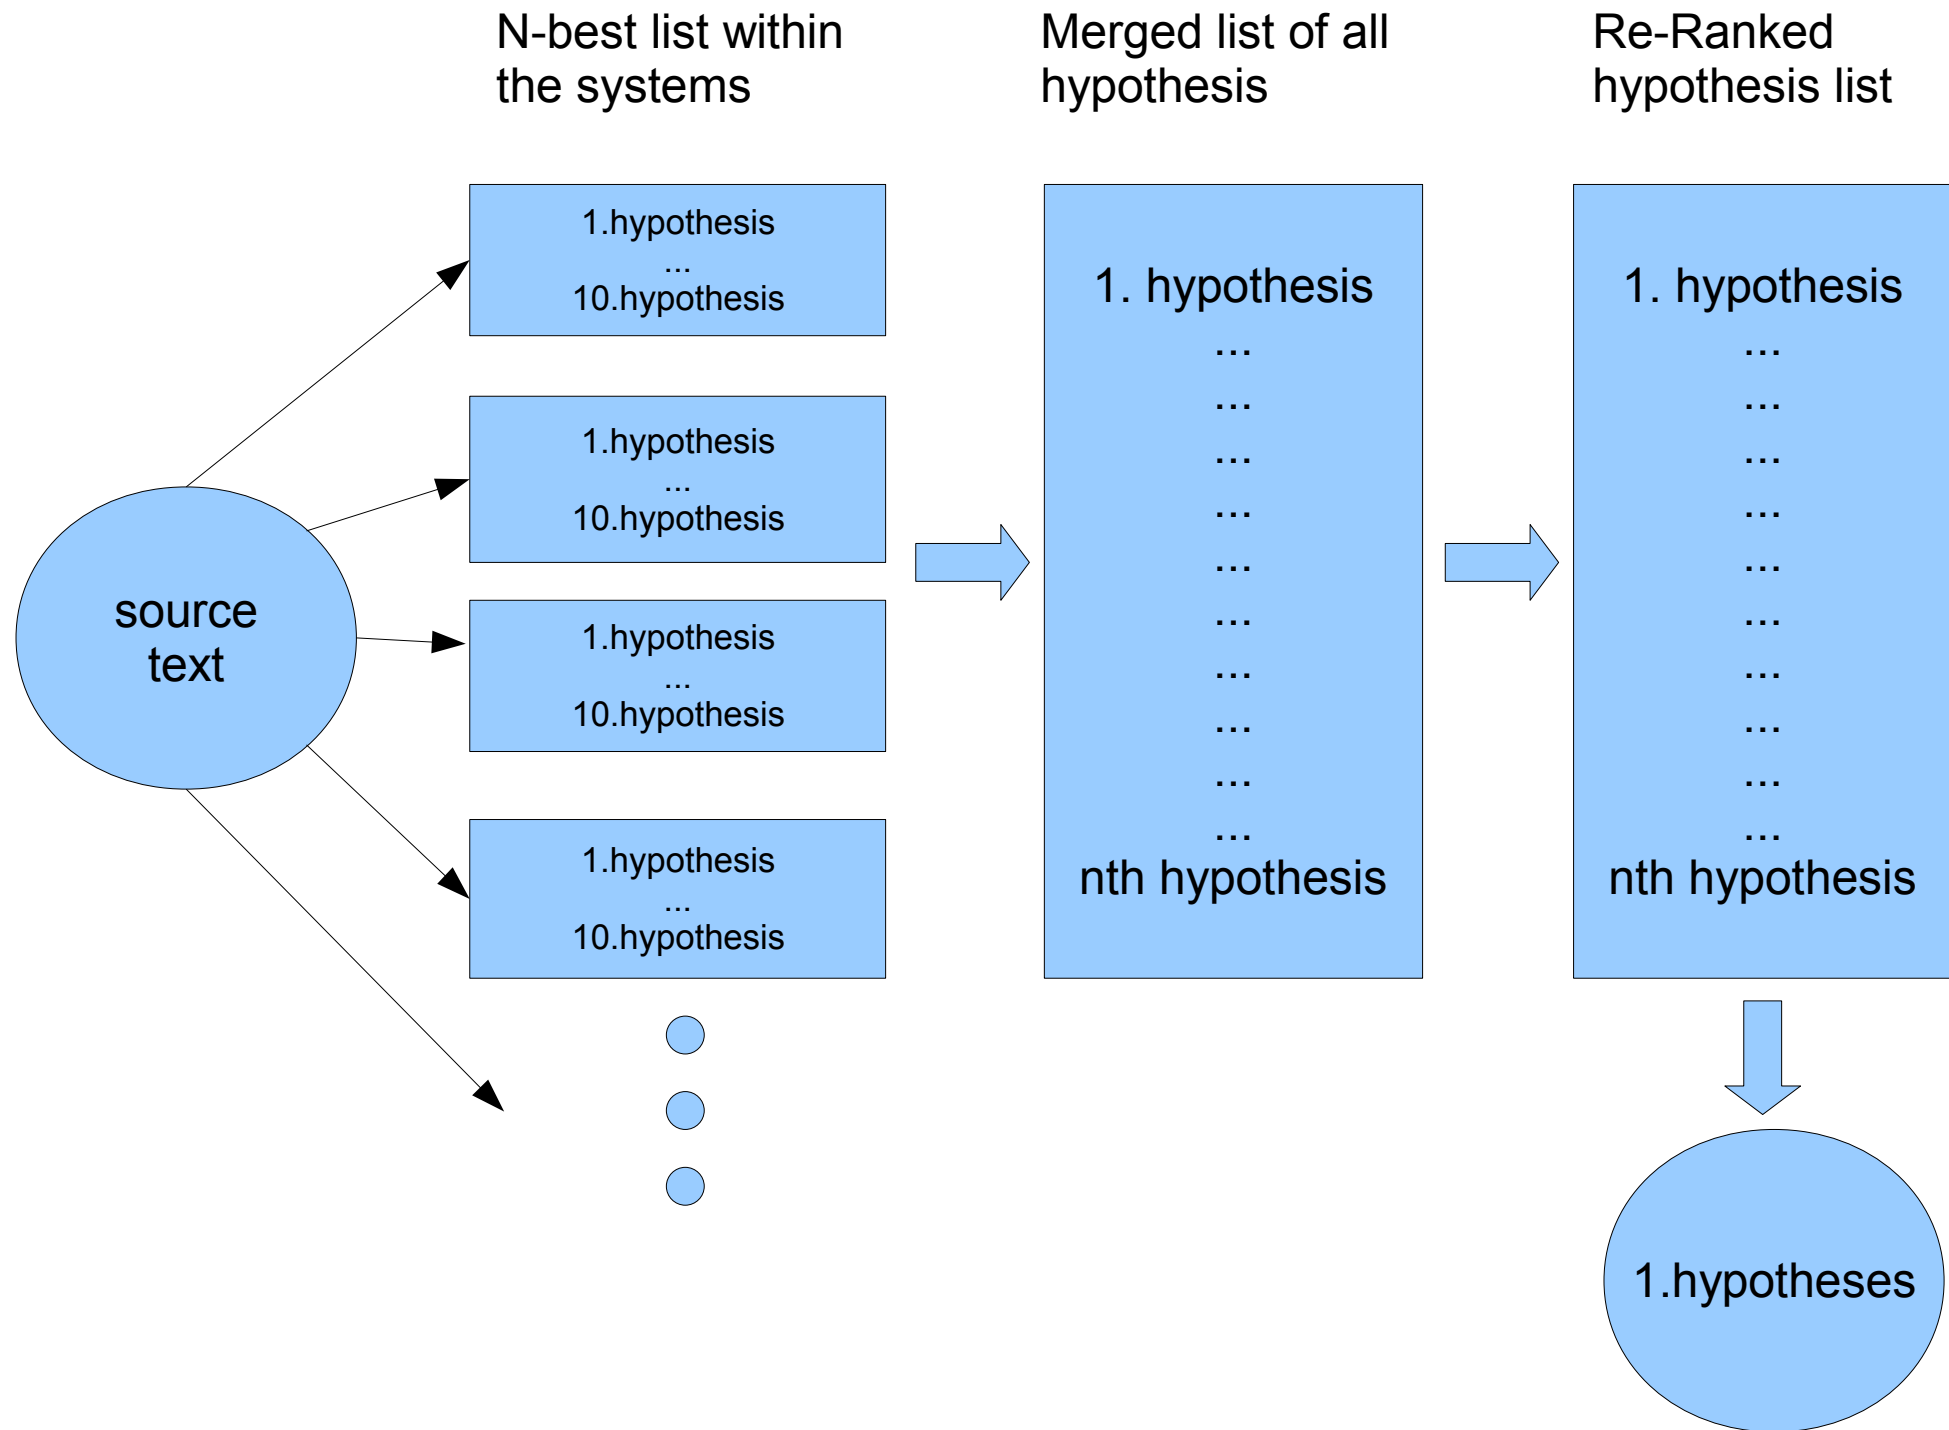 N-best list within
the systems
Merged list of all
hypothesis
Re-Ranked
hypothesis list
source
text
1.hypothesis
...
10.hypothesis
1.hypothesis
...
10.hypothesis
1.hypothesis
...
10.hypothesis
1.hypothesis
...
10.hypothesis
1. hypothesis
...
...
...
...
...
...
...
...
...
...
nth hypothesis
1. hypothesis
...
...
...
...
...
...
...
...
...
...
nth hypothesis
1.hypotheses